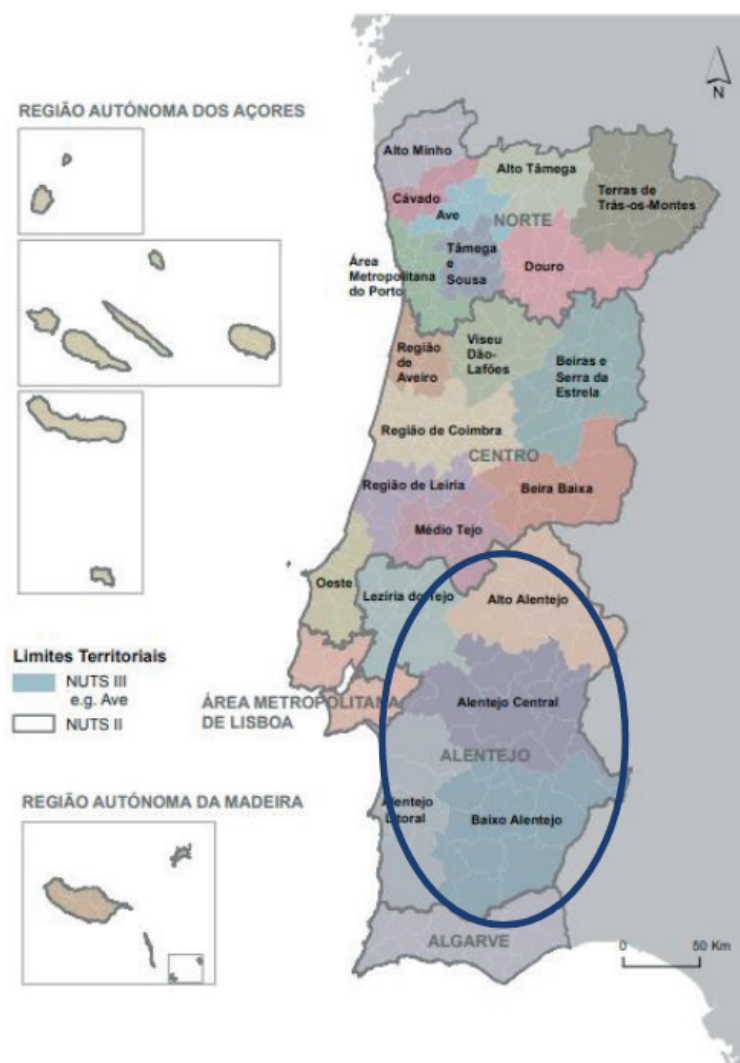 N
REGIÃO AUTÓNOMA DOS AÇORES
Alto Minho
Alto Tâmega
Terras de
Trás-os-Montes
Cávado
Ave
NORTE
Tâmega
e
Sousa
Douro
Área
Metropolitana
do Porto
Região
de
Aveiro
Viseu
Dão-
Lafões
Beiras e
Serra da
Estrela
Região de Coimbra
CENTRO
Região de Leiria
Beira Baixa
Médio Tejo
Oeste
Lezíria do Tejo
Alto Alentejo
Limites Territoriais
NUTS III
e.g. Ave
NUTS II
ÁREA METROPOLITANA
DE LISBOA
Alentejo Central
ALENTEJO
REGIÃO AUTÓNOMA DA MADEIRA
Alentejo
Litoral
Baixo Alentejo
ALGARVE
0 50 Km